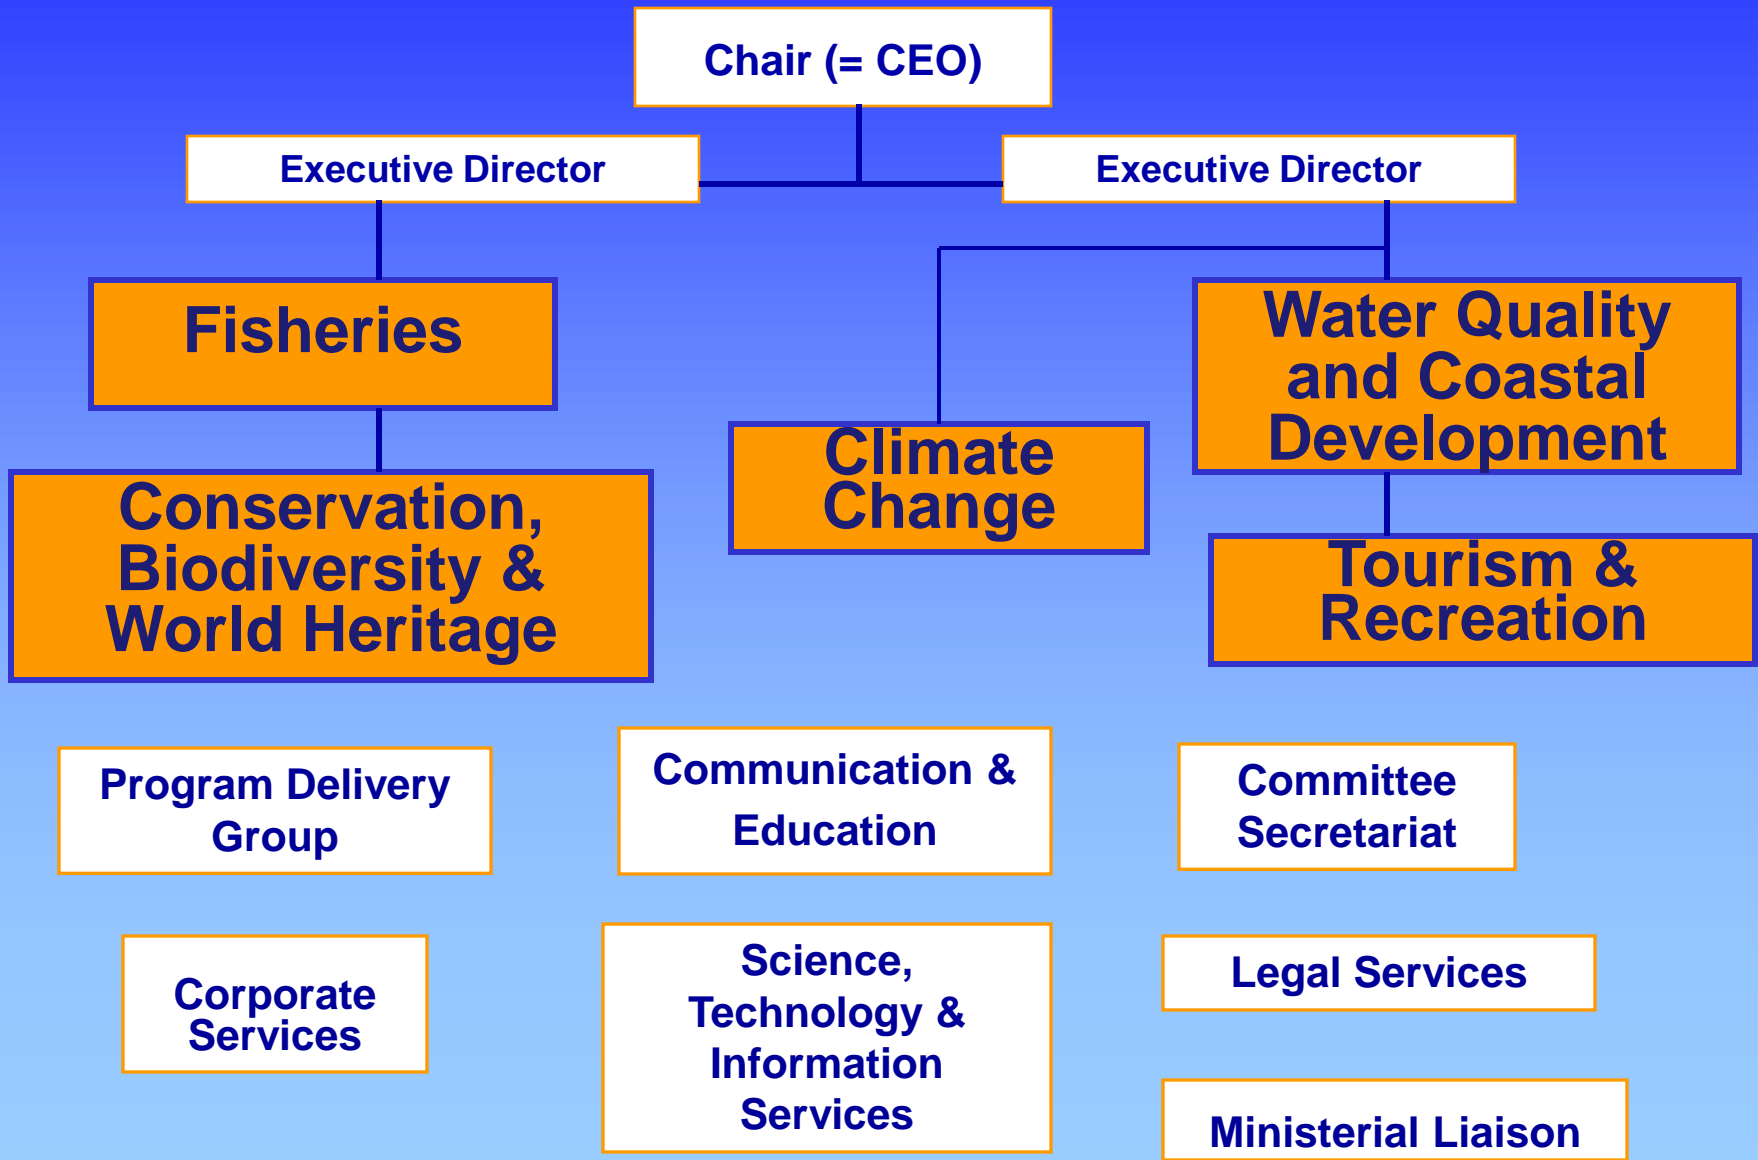 Chair (= CEO)
Executive Director
Executive Director
Fisheries
Water Quality
and Coastal
Development
Climate
Change
Conservation,
Biodiversity &
World Heritage
Tourism &
Recreation
Program Delivery
Group
Communication &
Education
Committee
Secretariat
Corporate
Services
Science,
Technology &
Information
Services
Legal Services
Ministerial Liaison